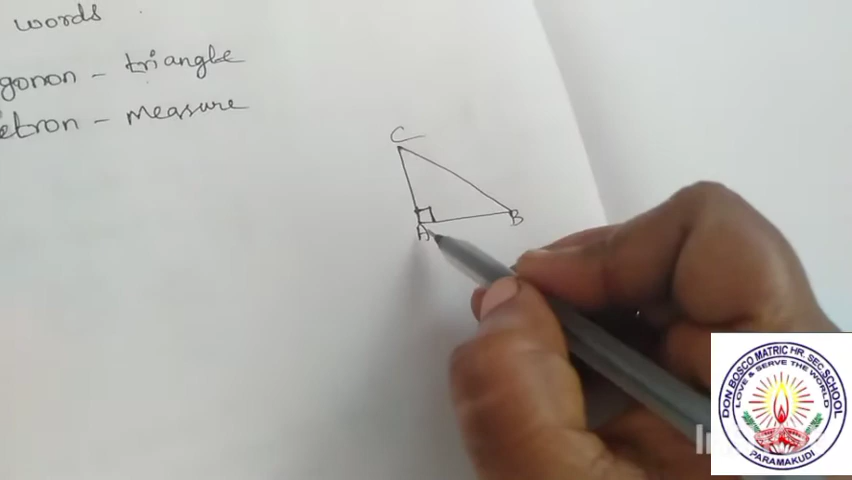 words
gonon - triangle
etron - measure
C
B
A
DON BOSCO MATRIC HR. SEC SCHOOL
LOVE & SERVE THE WORLD
PARAMAKUDI